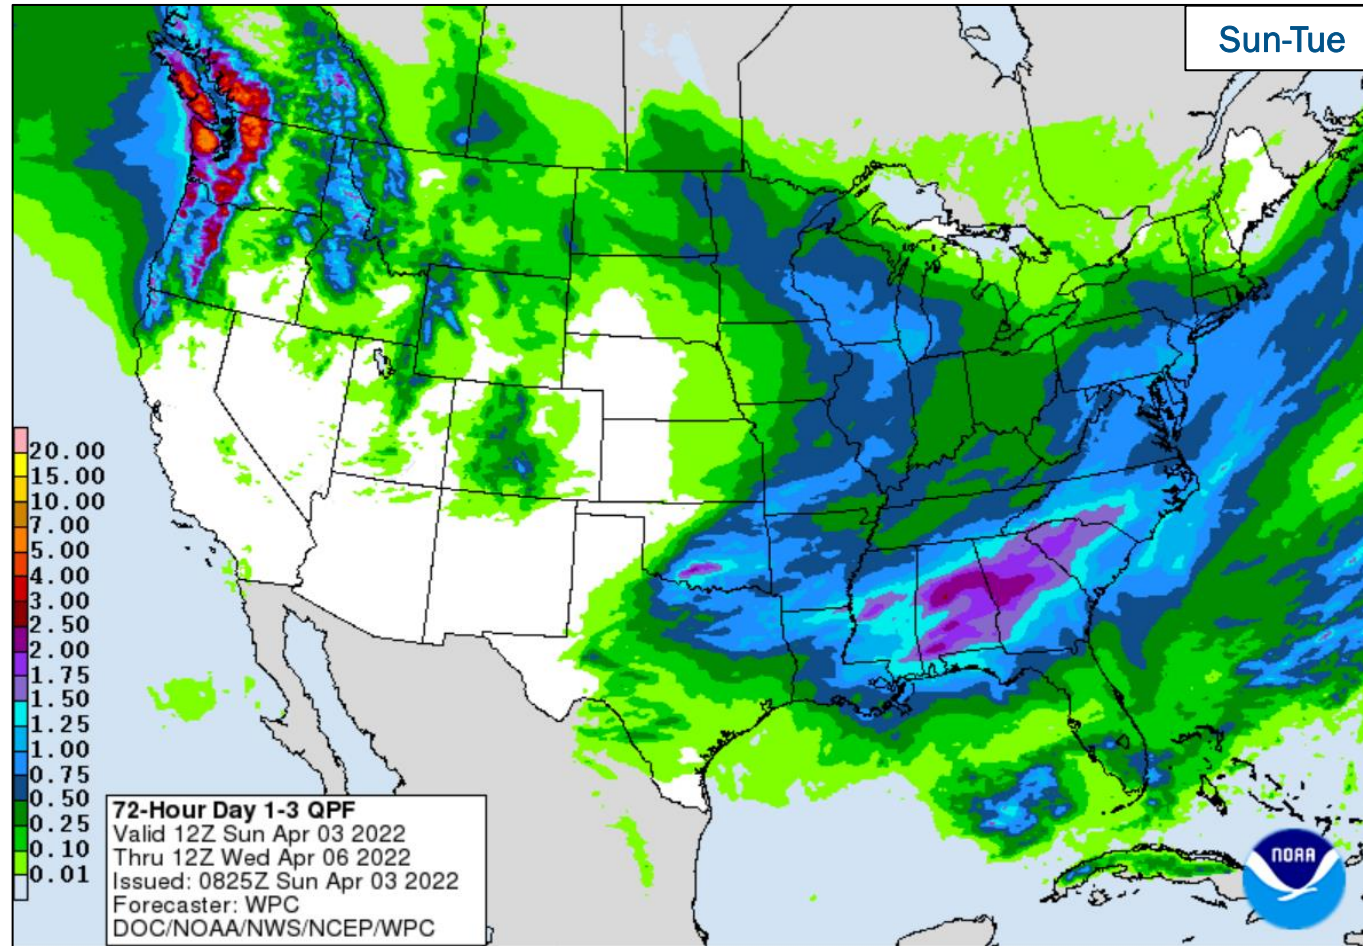 Sun-Tue
20.00
15.00
10.00
7.00
5.00
4.00
3.00
2.50
2.00
1.75
1.50
1.25
1.00
0.75
0.50
0.25
0.10
0.01
72-Hour Day 1-3 QPF
Valid 12Z Sun Apr 03 2022
Thru 12Z Wed Apr 06 2022
Issued: 0825Z Sun Apr 03 2022
Forecaster: WPC
DOC/NOAA/NWS/NCEP/WPC
NOAA